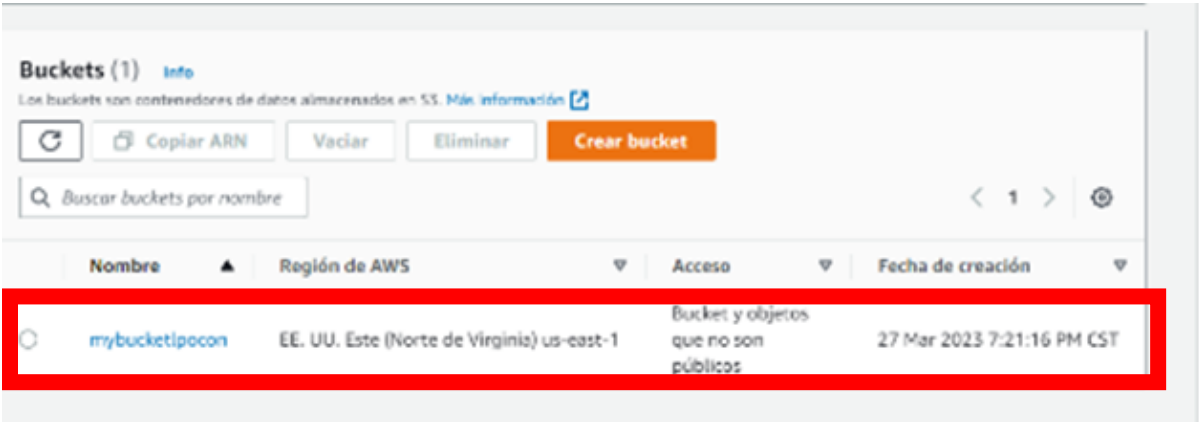 Buckets (1) Info
Los buckets son contenedores de datos almacenados en S3. Más información
Copiar ARN Vaciar Eliminar Crear bucket
Buscar buckets por nombre 1
Nombre Región de AWS Acceso Fecha de creación
mybucketlpocon EE. UU. Este (Norte de Virginia) us-east-1 Bucket y objetos que no son públicos 27 Mar 2023 7:21:16 PM CST